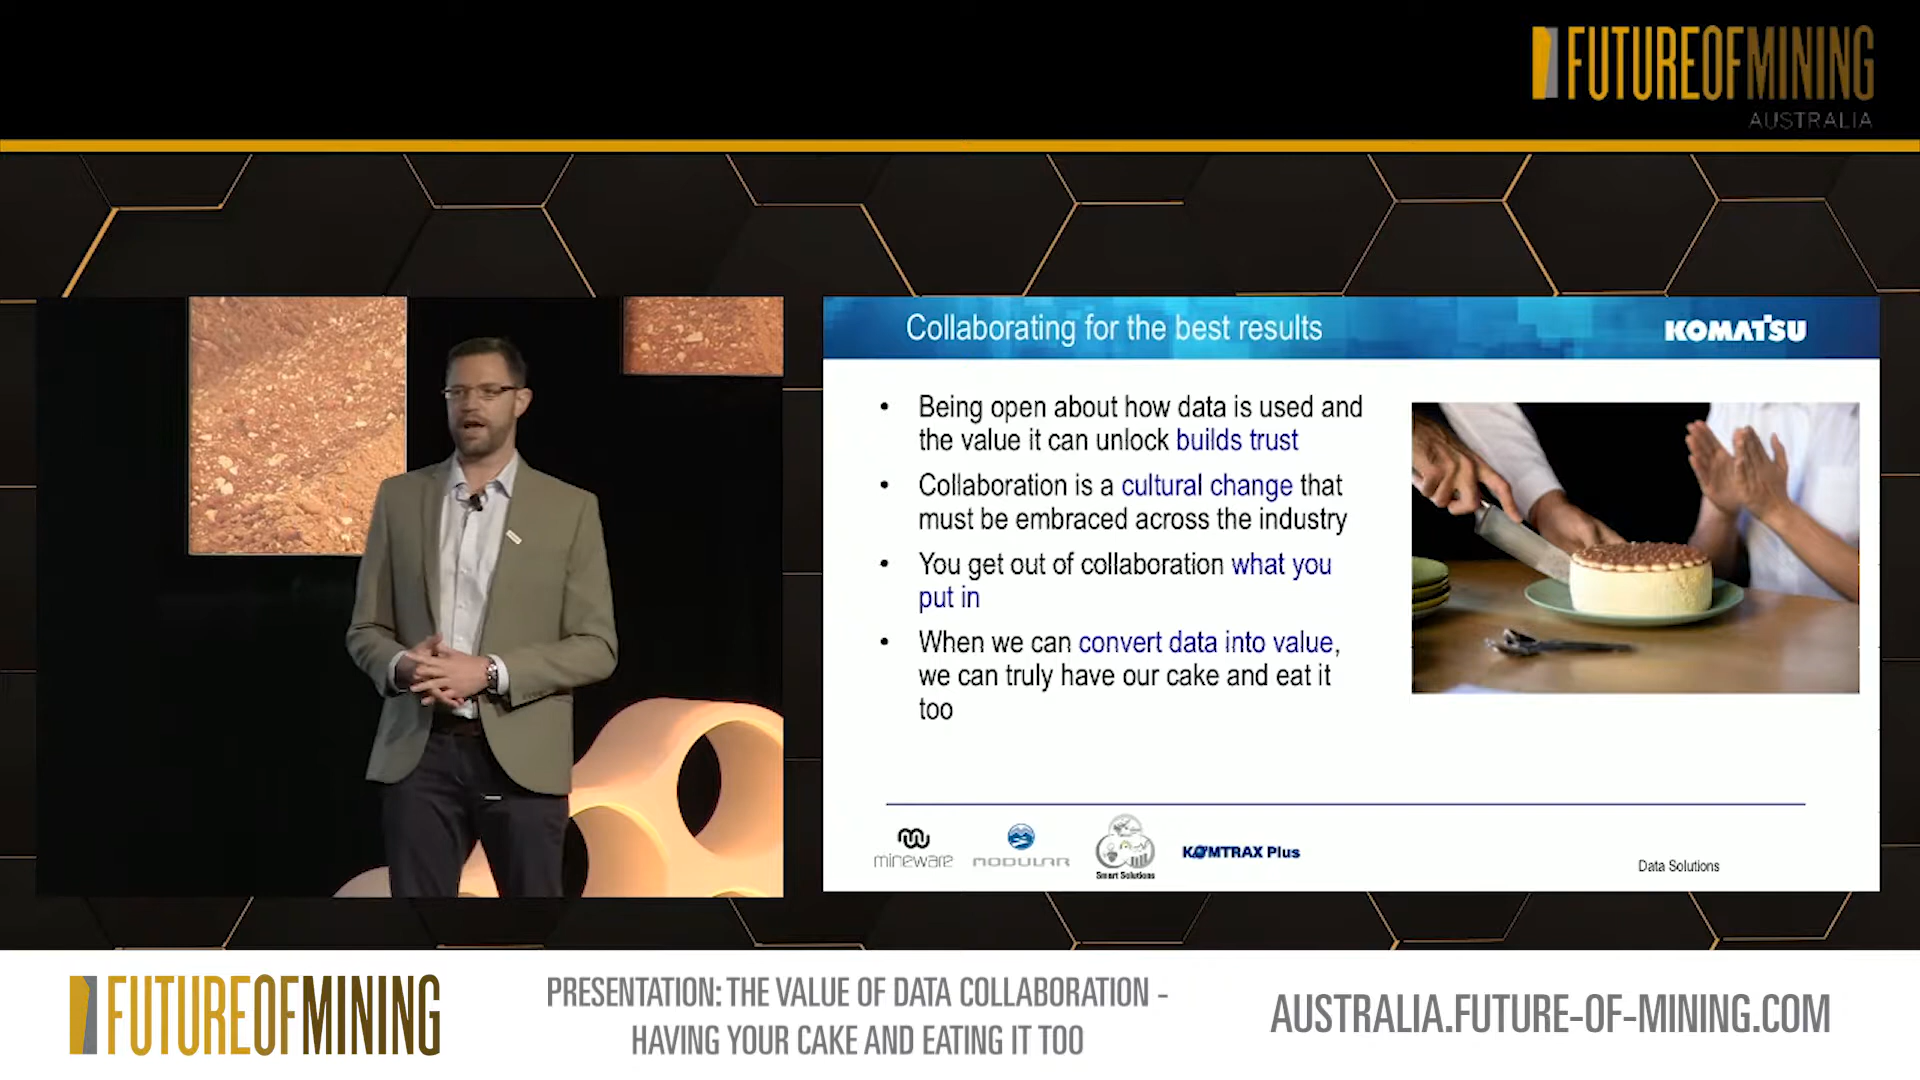 FUTUREOFMINING
AUSTRALIA
Collaborating for the best results
KOMATSU
• Being open about how data is used and
the value it can unlock builds trust
• Collaboration is a cultural change that
must be embraced across the industry
• You get out of collaboration what you
put in
• When we can convert data into value,
we can truly have our cake and eat it
too
mineware
MODULAR
Smart Solutions
KOMTRAX Plus
Data Solutions
FUTUREOFMINING
PRESENTATION: THE VALUE OF DATA COLLABORATION -
HAVING YOUR CAKE AND EATING IT TOO
AUSTRALIA.FUTURE-OF-MINING.COM